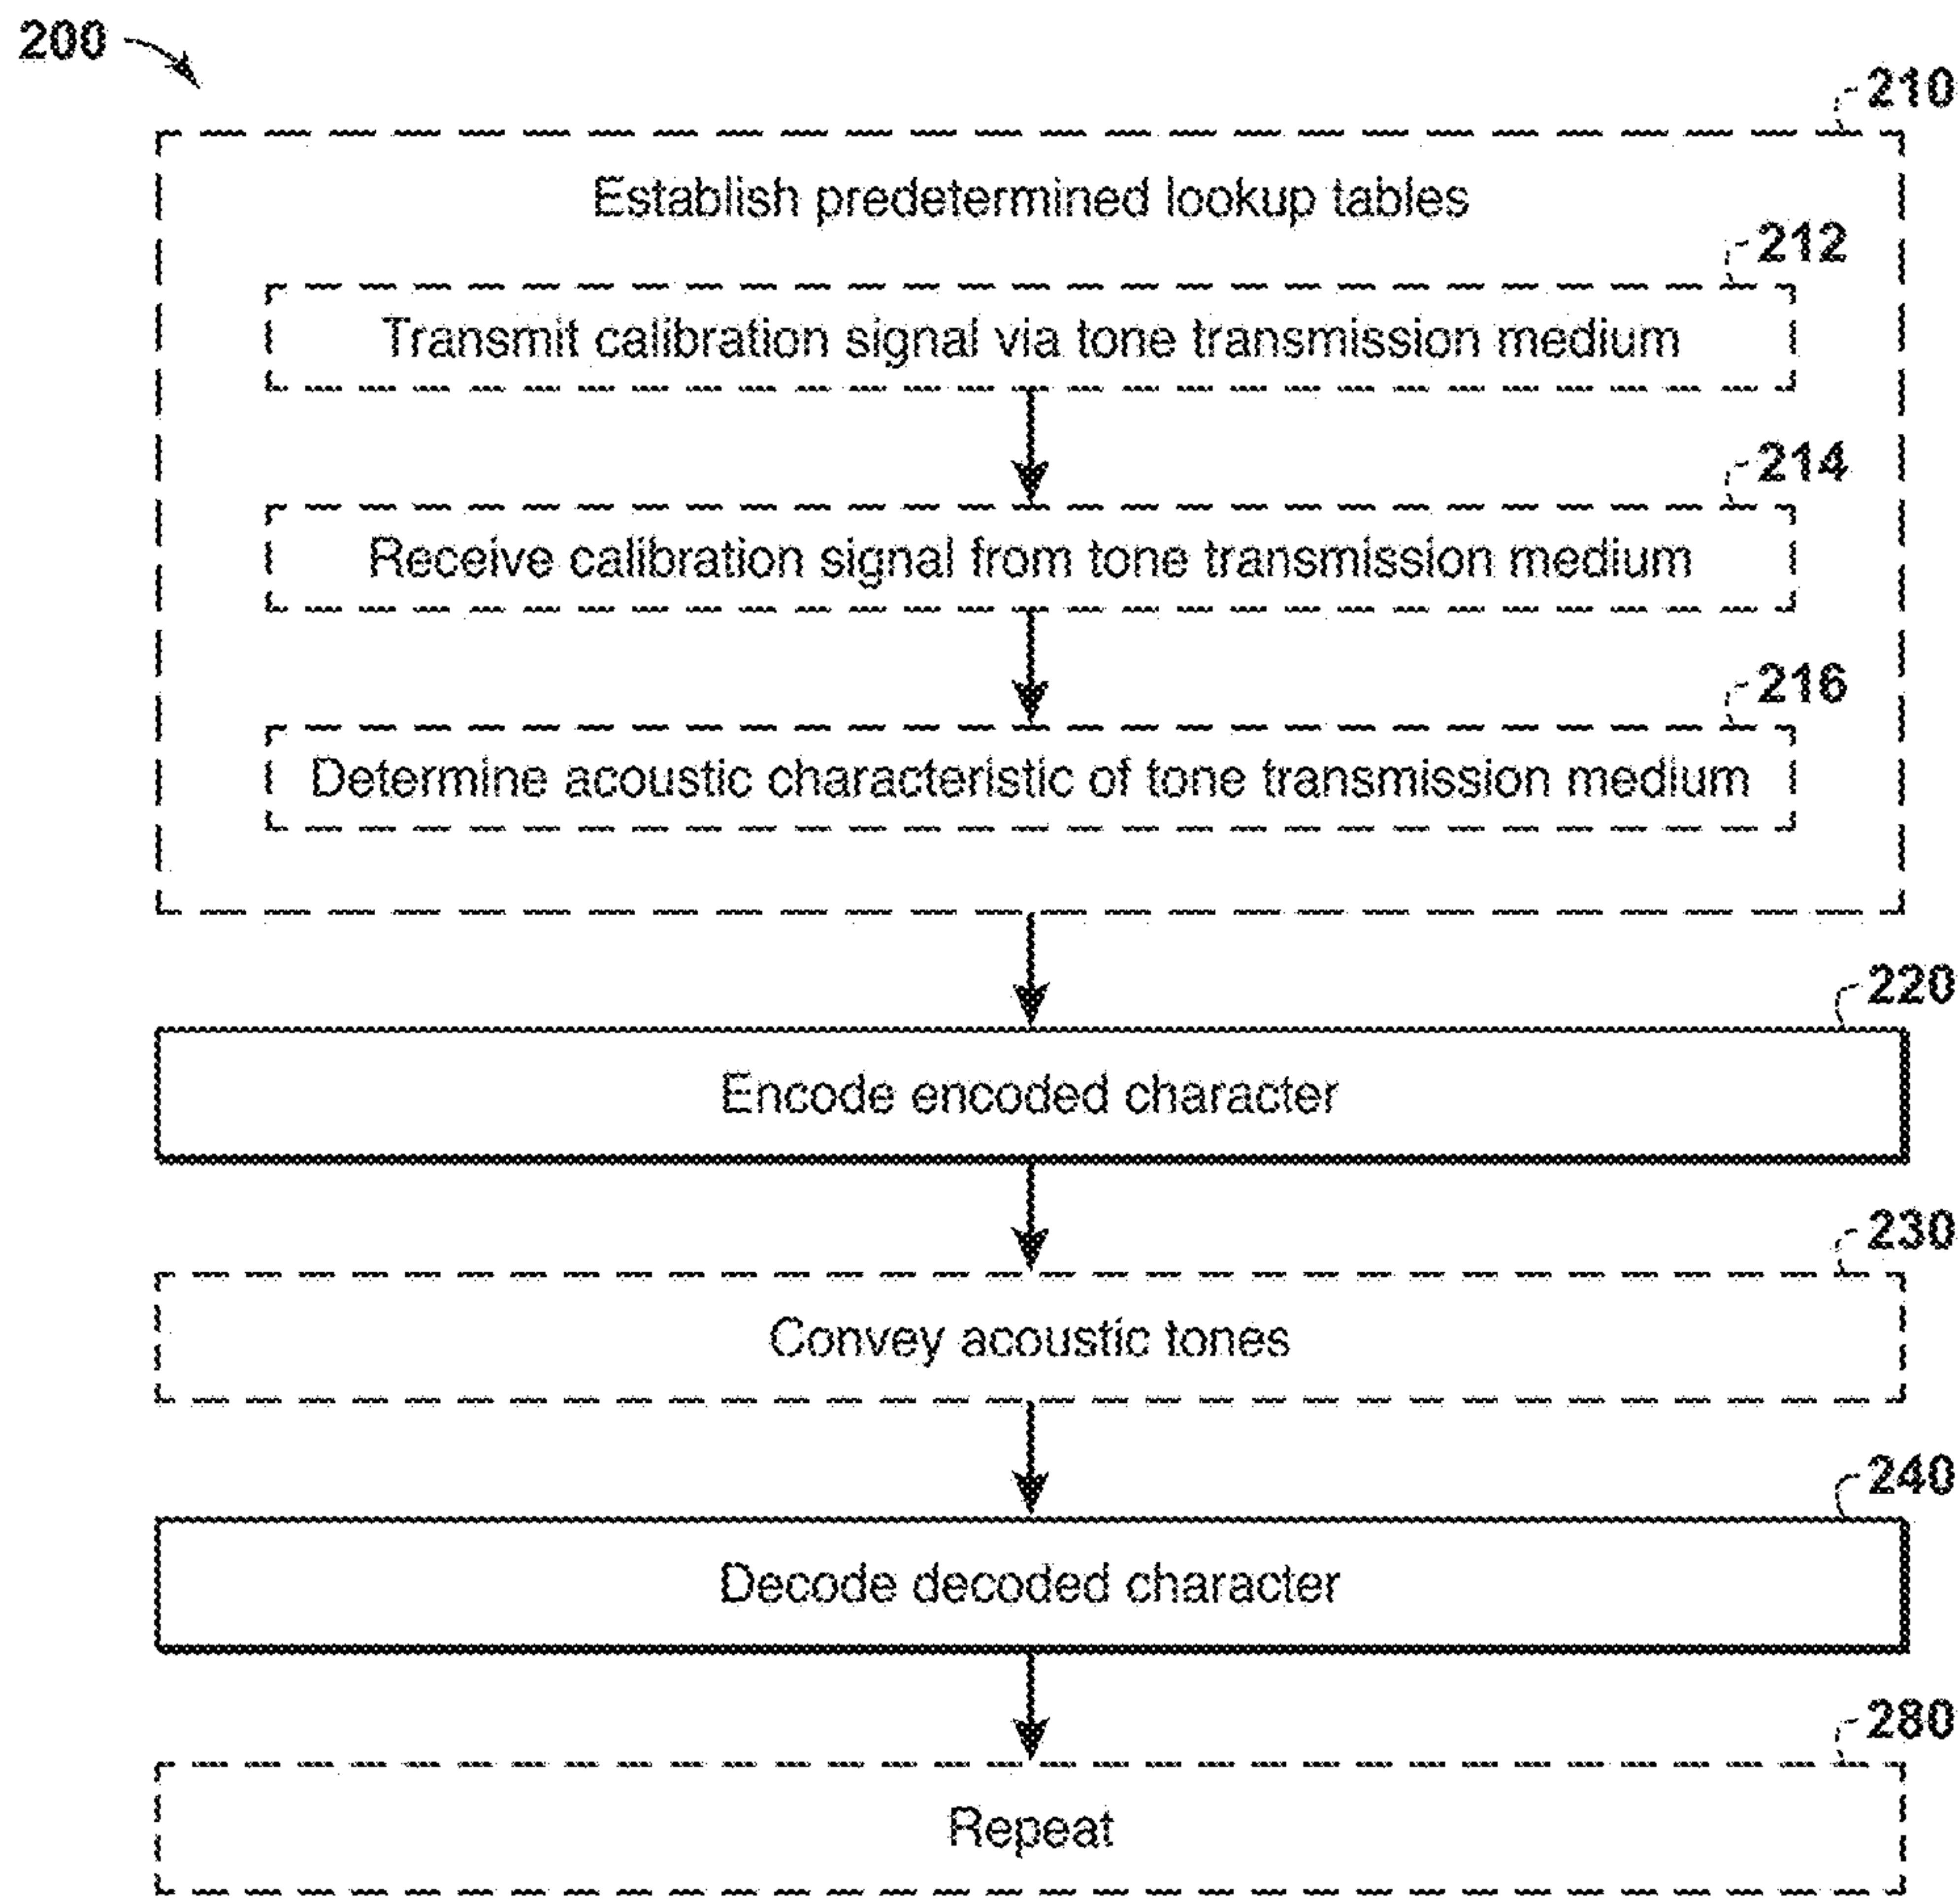 200
210
Establish predetermined lookup tables
212
Transmit calibration signal via tone transmission medium
214
Receive calibration signal from tone transmission medium
216
Determine acoustic characteristic of tone transmission medium
220
Encode encoded character
230
Convey acoustic tones
240
Decode decoded character
280
Repeat